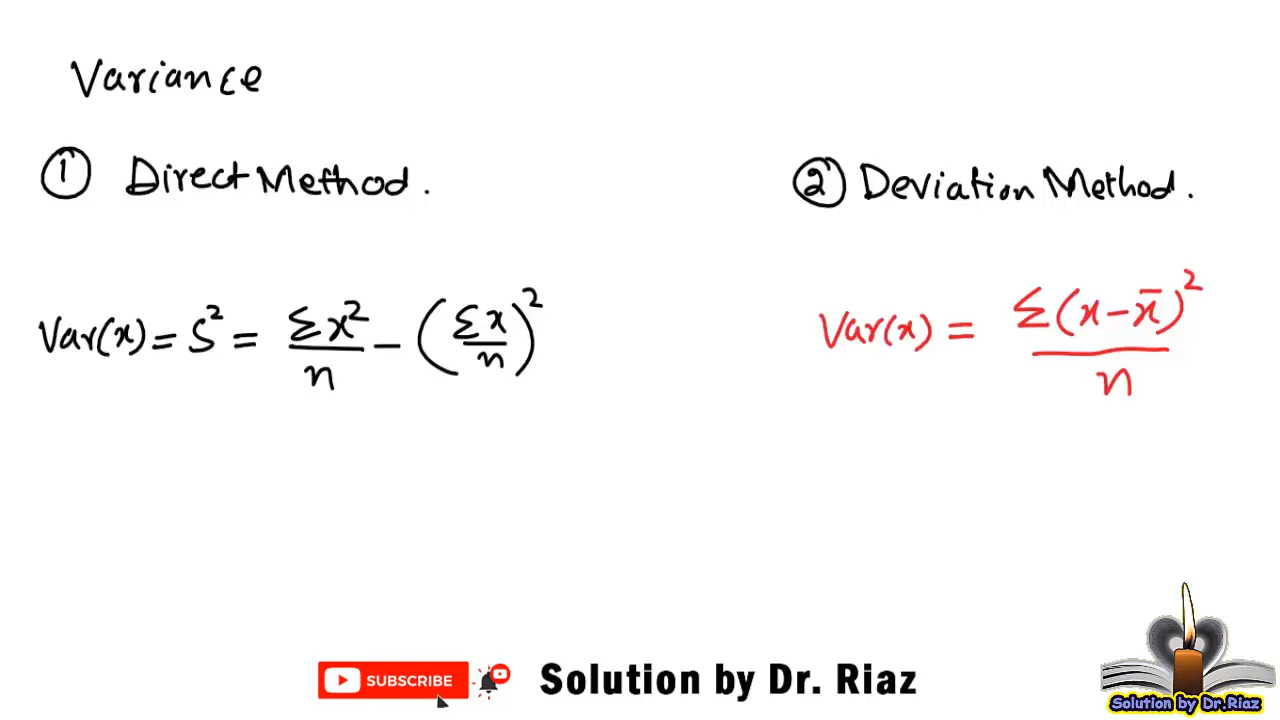 Variance
① Direct Method.
② Deviation Method.
Var(x) = S² = Σx²/n − (Σx/n)²
Var(x) = Σ(x−x̄)²/n
SUBSCRIBE
Solution by Dr. Riaz
Solution by Dr.Riaz